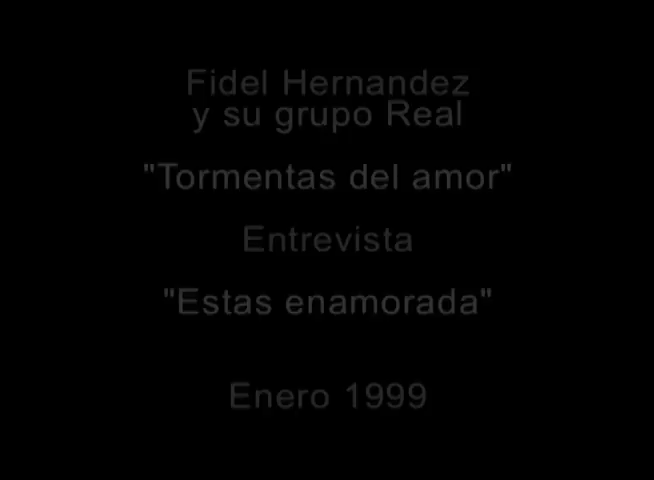 Fidel Hernandez
y su grupo Real
"Tormentas del amor"
Entrevista
"Estas enamorada"
Enero 1999